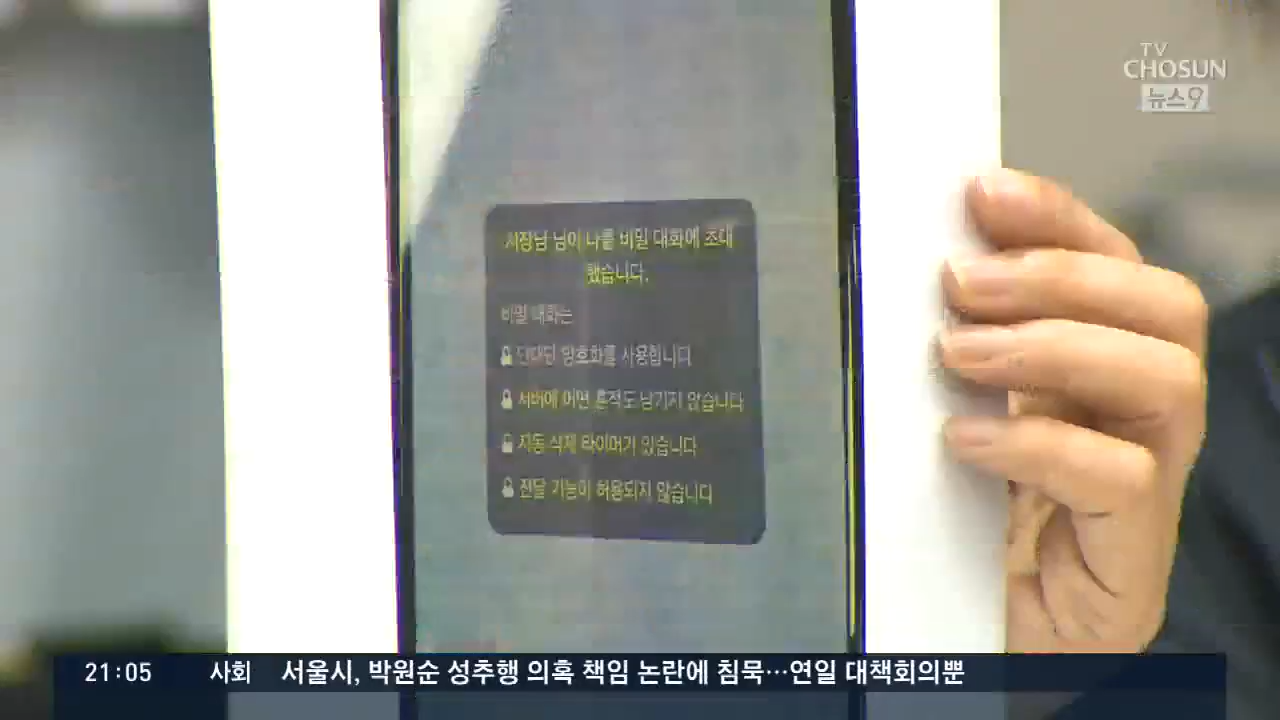 TV
CHOSUN
뉴스9
시장님 님이 나를 비밀 대화에 초대
했습니다.
비밀 대화는
단대단 암호화를 사용합니다
서버에 어떤 흔적도 남기지 않습니다
자동 삭제 타이머가 있습니다
전달 기능이 허용되지 않습니다
21:05 사회 서울시, 박원순 성추행 의혹 책임 논란에 침묵…연일 대책회의뿐